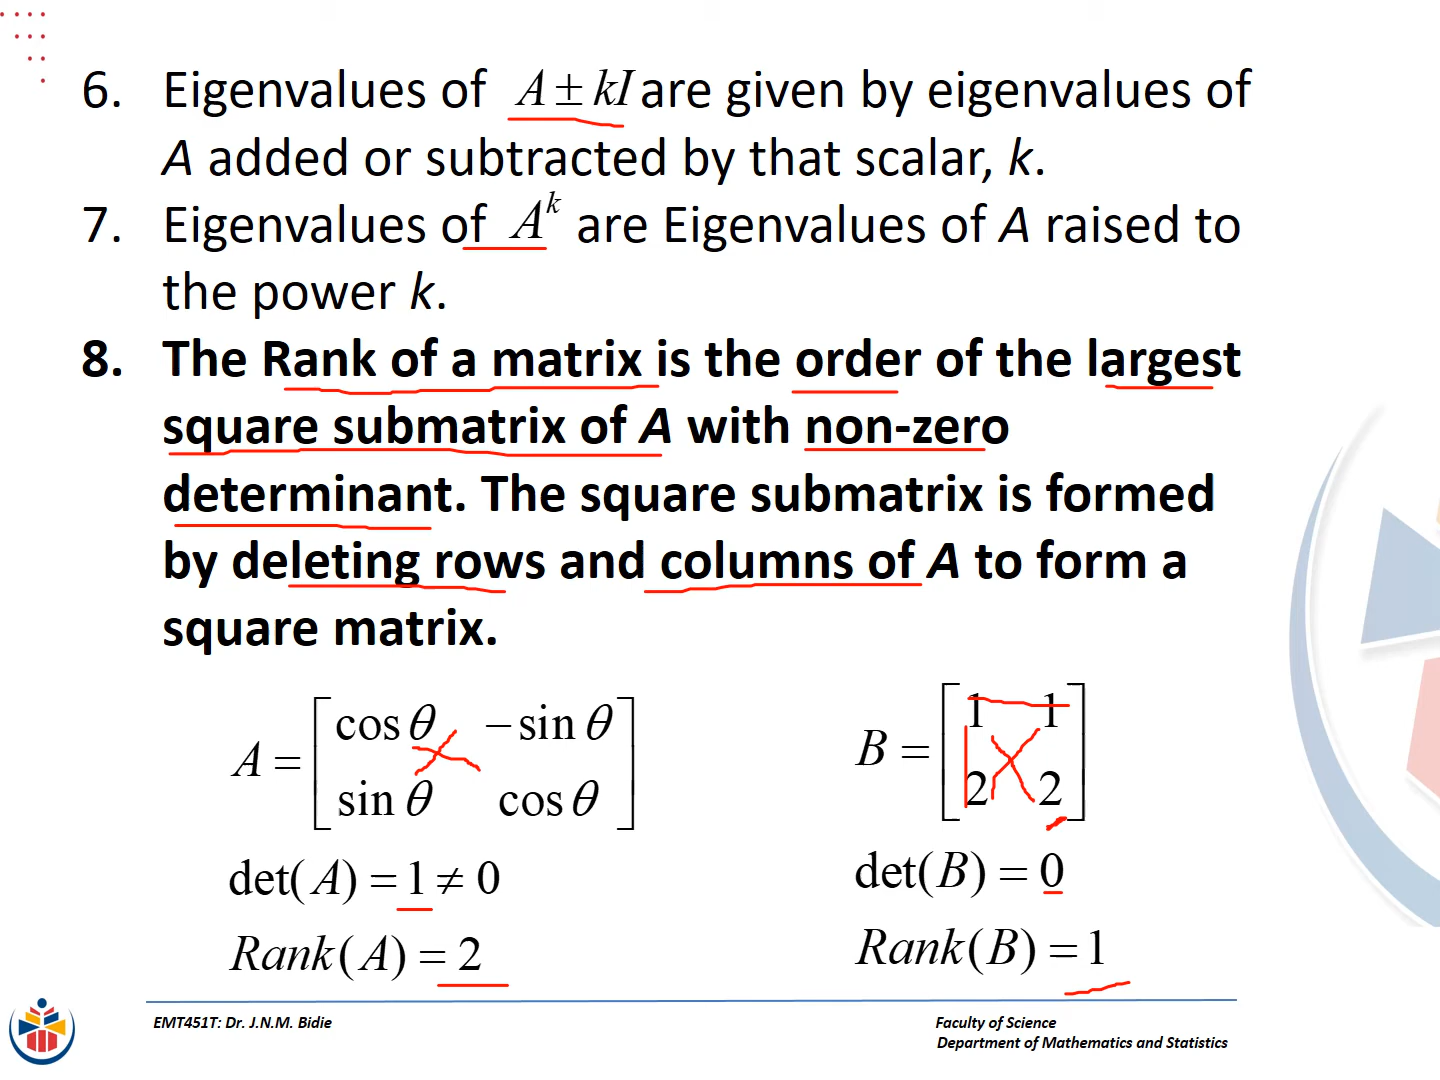 6. Eigenvalues of A ± kI are given by eigenvalues of
A added or subtracted by that scalar, k.
7. Eigenvalues of A^k are Eigenvalues of A raised to
the power k.
8. The Rank of a matrix is the order of the largest
square submatrix of A with non-zero
determinant. The square submatrix is formed
by deleting rows and columns of A to form a
square matrix.
A = [cos θ −sin θ
sin θ cos θ]
det(A) = 1 ≠ 0
Rank(A) = 2
B = [1 1
2 2]
det(B) = 0
Rank(B) = 1
EMT451T: Dr. J.N.M. Bidie
Faculty of Science
Department of Mathematics and Statistics